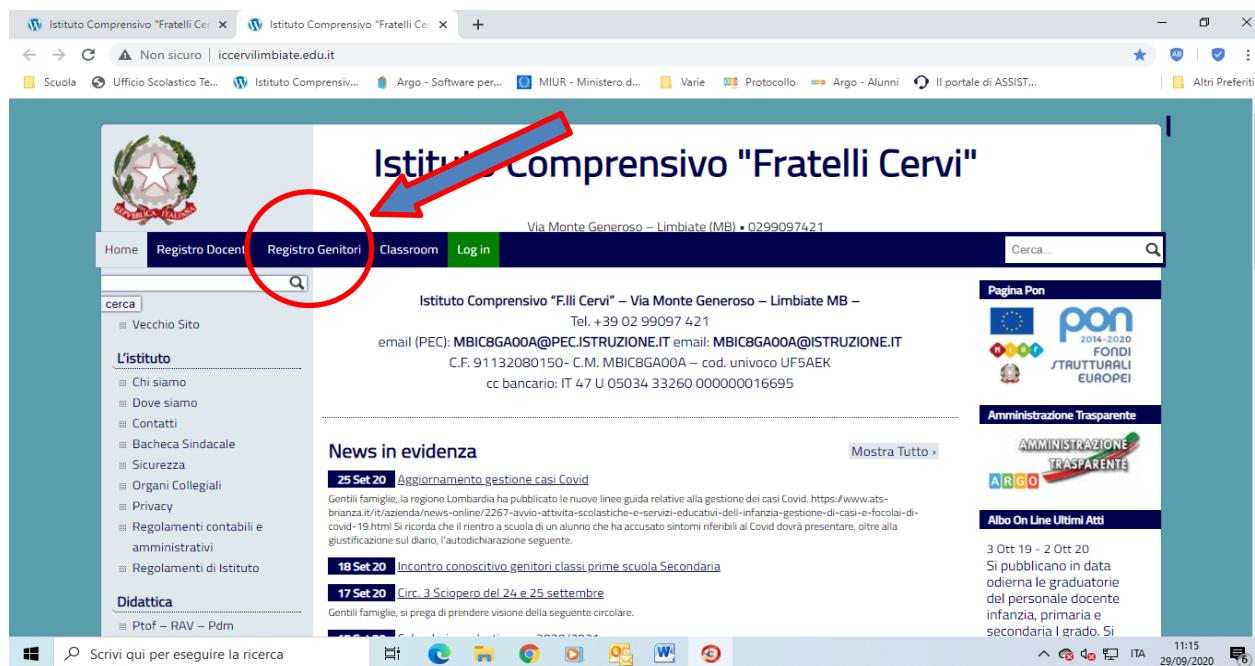 Istituto Comprensivo "Fratelli Cer
Istituto Comprensivo "Fratelli Cer
Non sicuro | iccervilimbiate.edu.it
AB
Scuola
Ufficio Scolastico Te...
Istituto Comprensiv...
Argo - Software per...
MIUR - Ministero d...
Varie
Protocollo
Argo - Alunni
Il portale di ASSIST...
Altri Preferiti
REPUBBLICA ITALIANA
Istituto Comprensivo "Fratelli Cervi"
Via Monte Generoso – Limbiate (MB) • 0299097421
Home
Registro Docenti
Registro Genitori
Classroom
Log in
Cerca...
cerca
Vecchio Sito
L'istituto
Chi siamo
Dove siamo
Contatti
Bacheca Sindacale
Sicurezza
Organi Collegiali
Privacy
Regolamenti contabili e
amministrativi
Regolamenti di Istituto
Didattica
Ptof – RAV – Pdm
Istituto Comprensivo "F.lli Cervi" – Via Monte Generoso – Limbiate MB –
Tel. +39 02 99097 421
email (PEC): MBIC8GA00A@PEC.ISTRUZIONE.IT email: MBIC8GA00A@ISTRUZIONE.IT
C.F. 91132080150- C.M. MBIC8GA00A – cod. univoco UF5AEK
cc bancario: IT 47 U 05034 33260 000000016695
News in evidenza
Mostra Tutto ›
25 Set 20 Aggiornamento gestione casi Covid
Gentili famiglie, la regione Lombardia ha pubblicato le nuove linee guida relative alla gestione dei casi Covid. https://www.ats-
brianza.it/it/azienda/news-online/2267-avvio-attivita-scolastiche-e-servizi-educativi-dell-infanzia-gestione-di-casi-e-focolai-di-
covid-19.html Si ricorda che il rientro a scuola di un alunno che ha accusato sintomi riferibili al Covid dovrà presentare, oltre alla
giustificazione sul diario, l'autodichiarazione seguente.
18 Set 20 Incontro conoscitivo genitori classi prime scuola Secondaria
17 Set 20 Circ. 3 Sciopero del 24 e 25 settembre
Gentili famiglie, si prega di prendere visione della seguente circolare.
Pagina Pon
pon
2014-2020
MIUR
FONDI
STRUTTURALI
EUROPEI
Amministrazione Trasparente
AMMINISTRAZIONE
TRASPARENTE
ARGO
Albo On Line Ultimi Atti
3 Ott 19 - 2 Ott 20
Si pubblicano in data
odierna le graduatorie
del personale docente
infanzia, primaria e
secondaria I grado. Si
Scrivi qui per eseguire la ricerca
ITA
11:15
29/09/2020
6